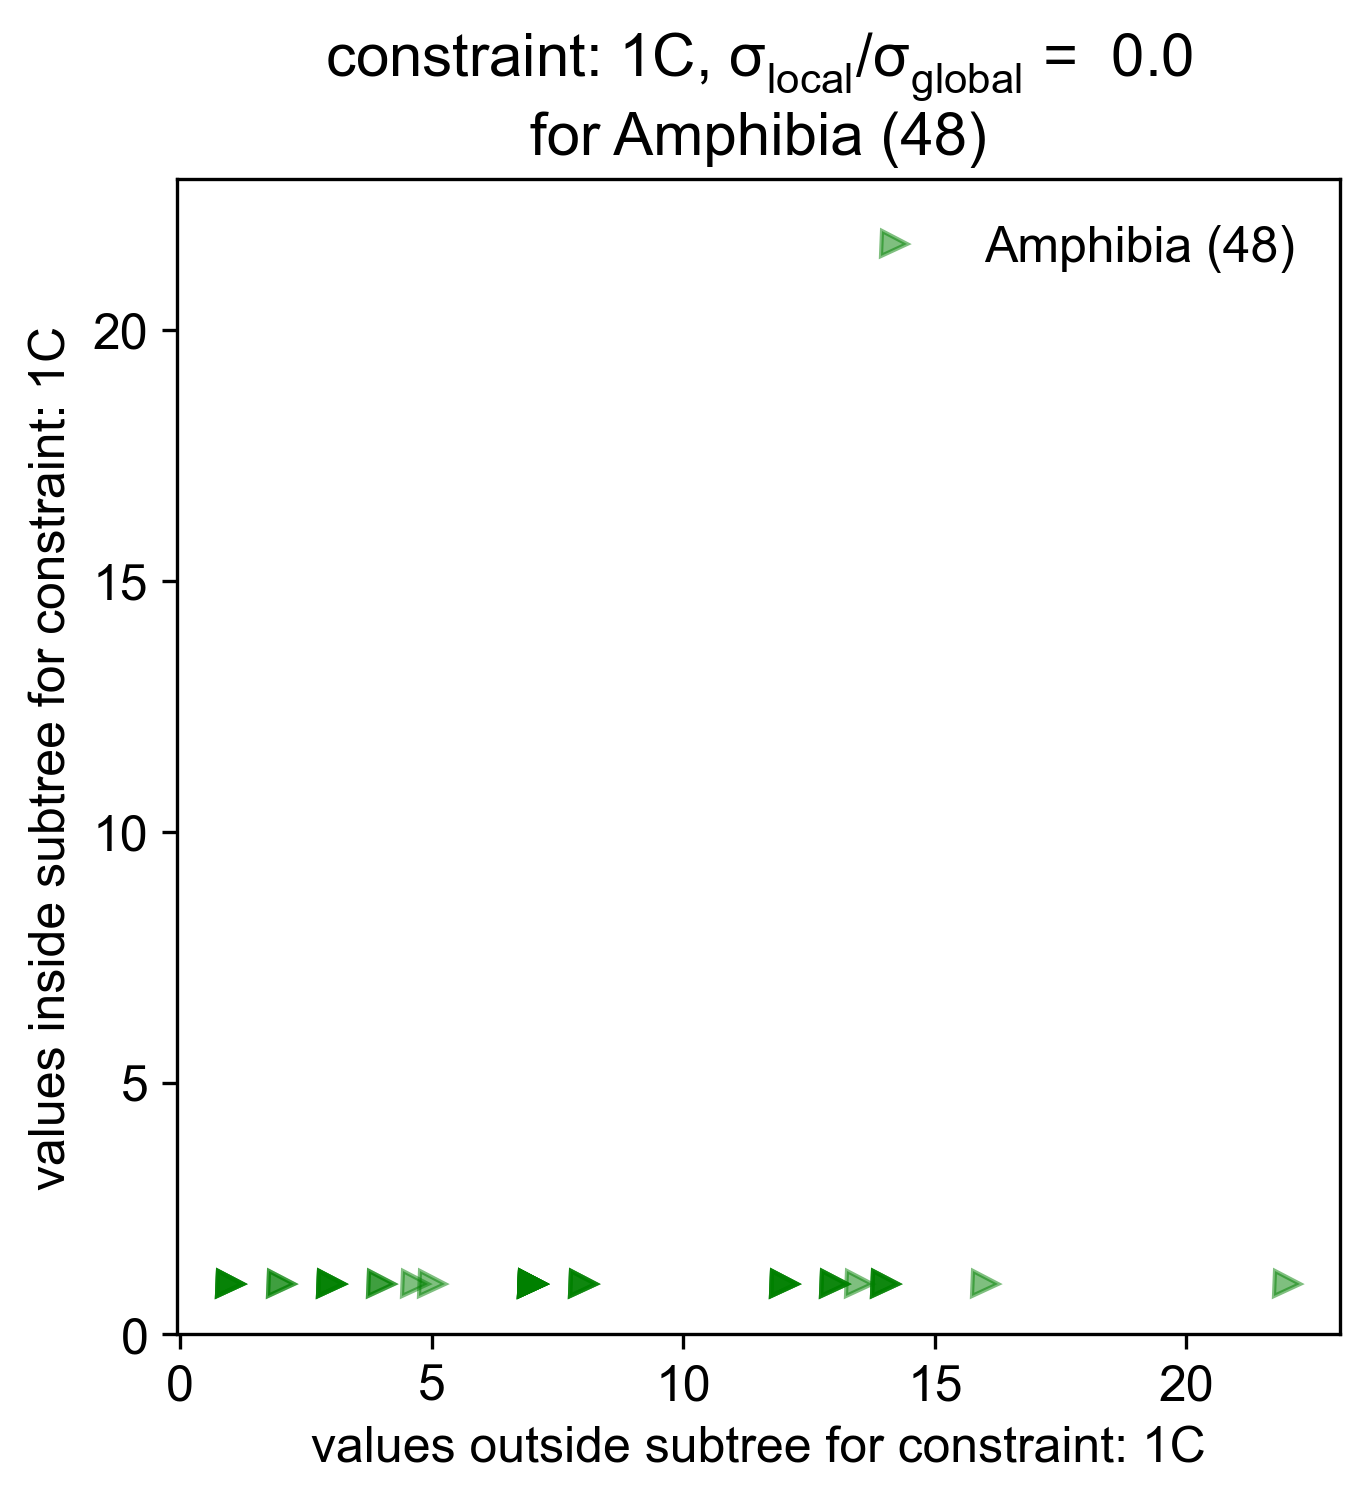 constraint: 1C, σlocal/σglobal = 0.0
for Amphibia (48)
Amphibia (48)
values inside subtree for constraint: 1C
20
15
10
5
0
0 5 10 15 20
values outside subtree for constraint: 1C